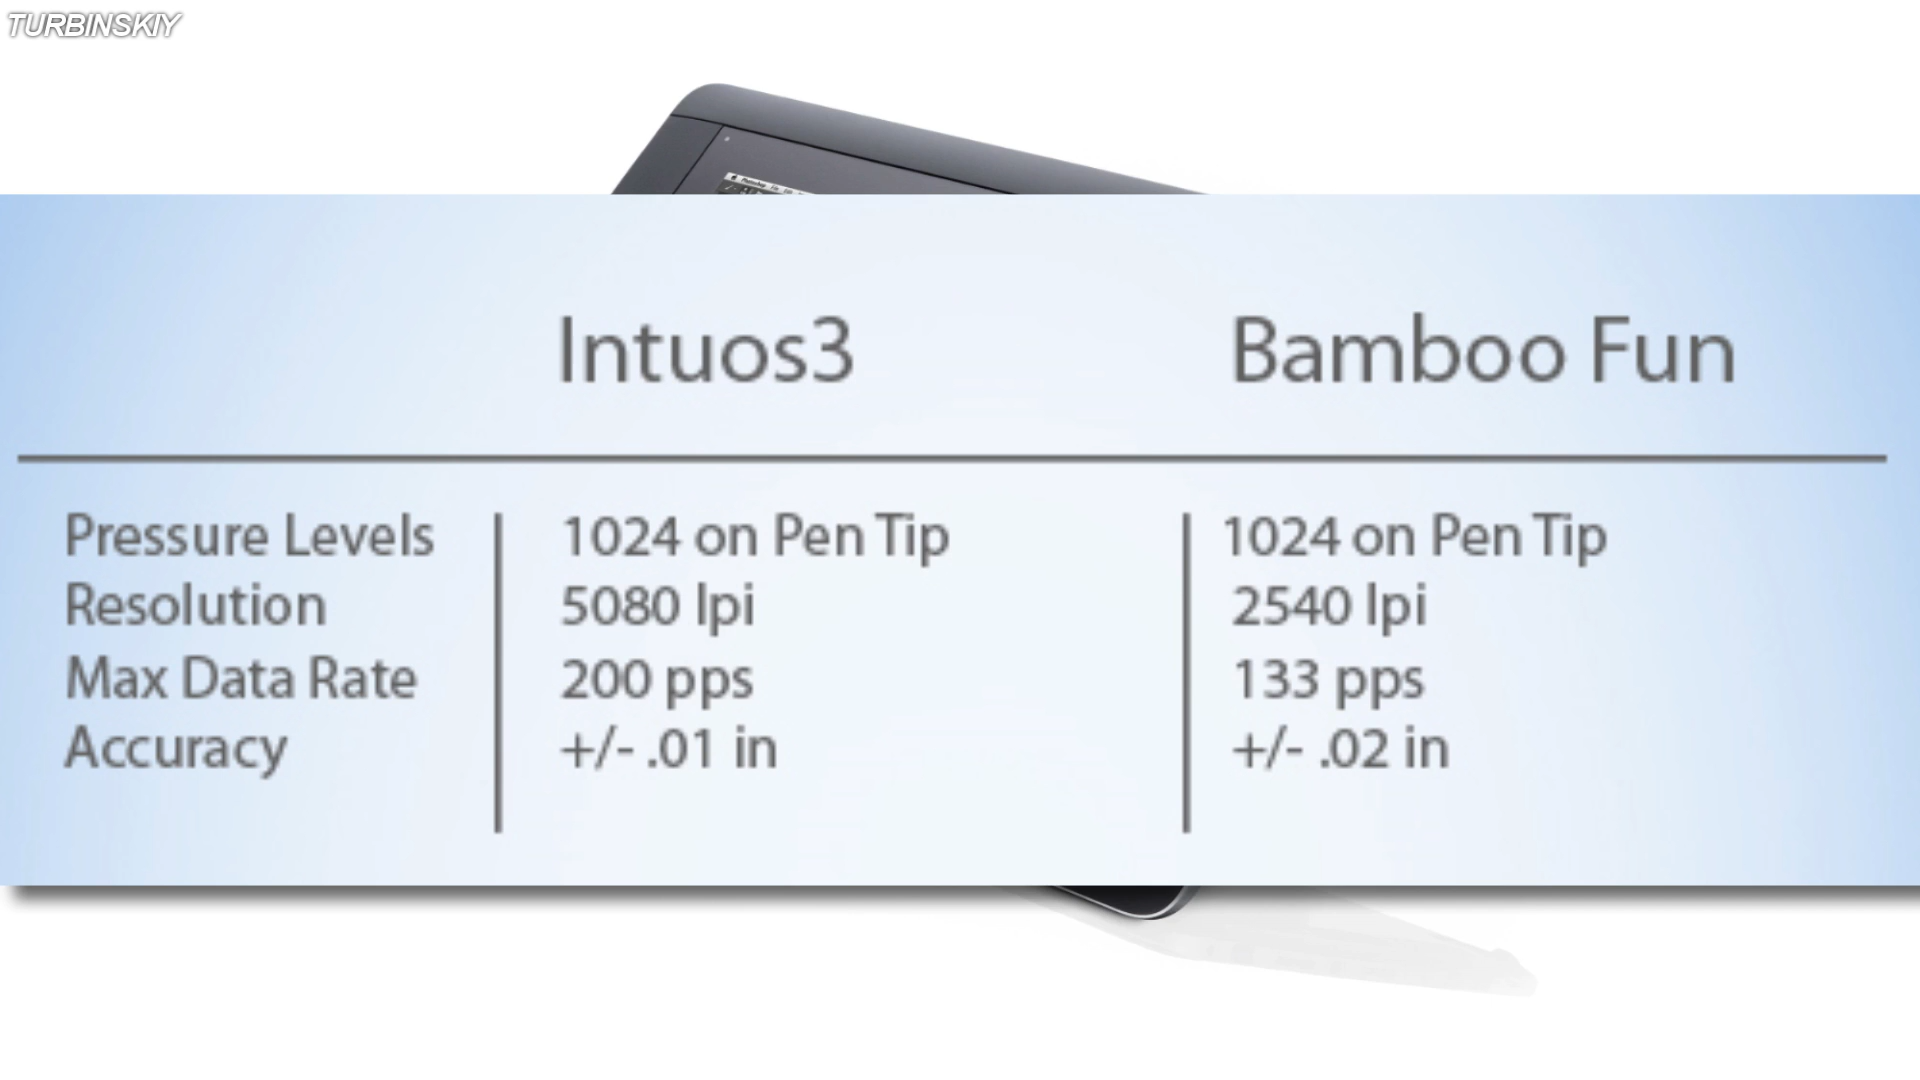 TURBINSKIY
Intuos3 Bamboo Fun
Pressure Levels 1024 on Pen Tip 1024 on Pen Tip
Resolution 5080 lpi 2540 lpi
Max Data Rate 200 pps 133 pps
Accuracy +/- .01 in +/- .02 in